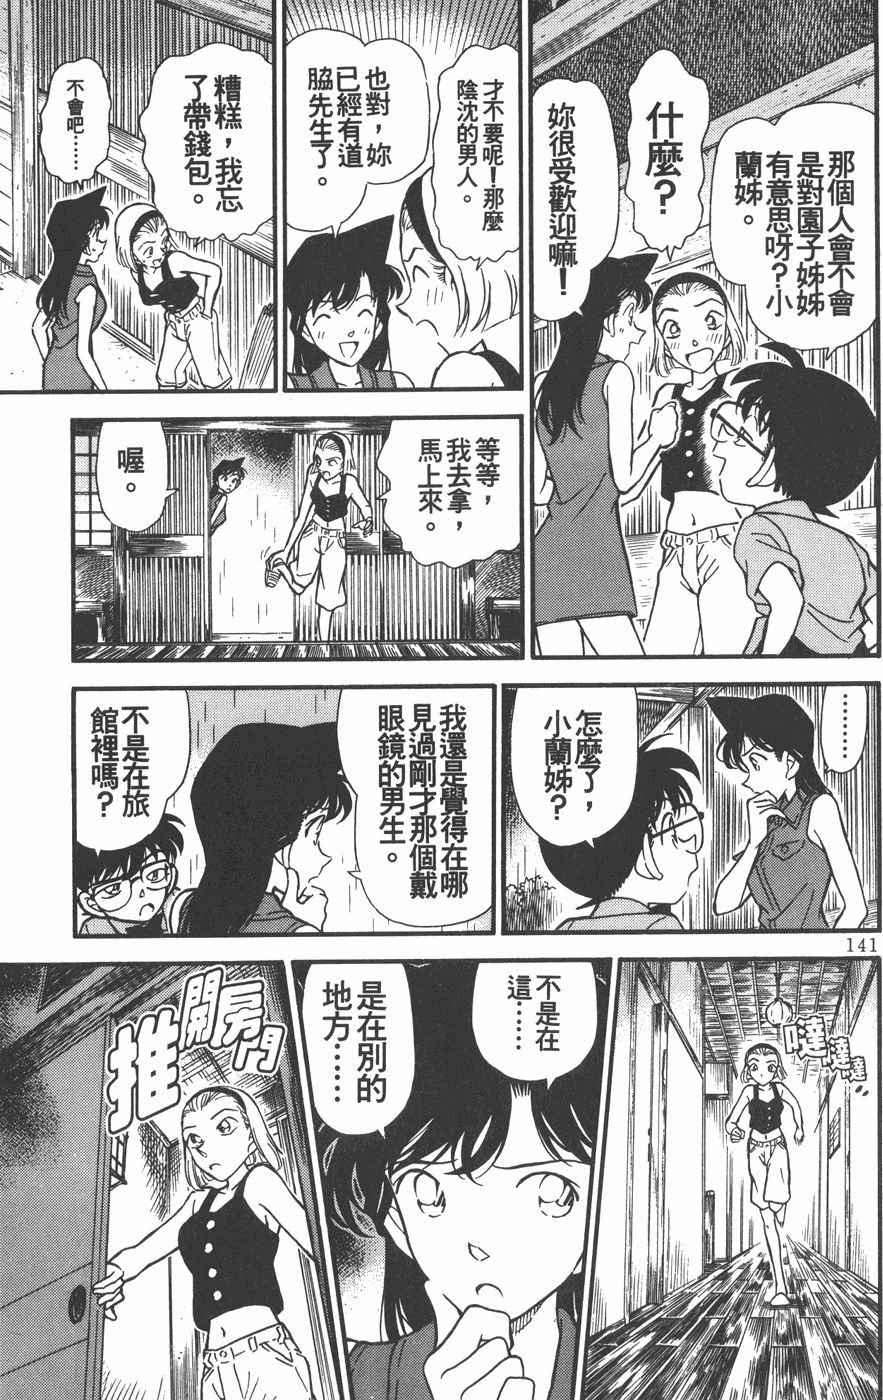 那個人會不會
是對園子姊姊
有意思呀?小
蘭姊。
什麼?
妳很受歡迎嘛!
才不要呢!那麼
陰沈的男人。
也對,妳
已經有道
脇先生了。
糟糕,我忘
了帶錢包。
不會吧……
等等,
我去拿,
馬上來。
喔。
……
怎麼了,
小蘭姊?
我還是覺得在哪
見過剛才那個戴
眼鏡的男生。
不是在旅
館裡嗎?
141
噠噠噠
不是在
這……
是在別的
地方……
推開房門